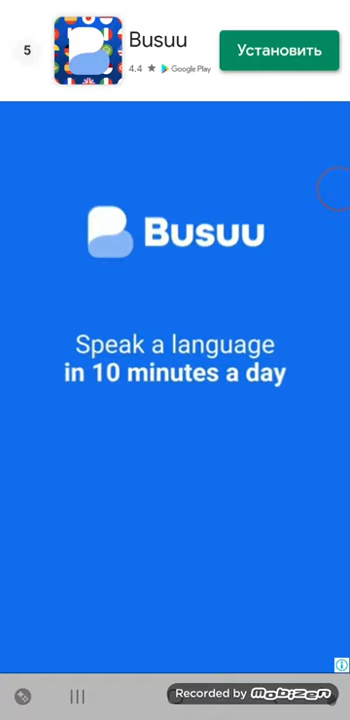 5
Busuu
4.4 ★ Google Play
Установить
Busuu
Speak a language
in 10 minutes a day
Recorded by MOBIZEN